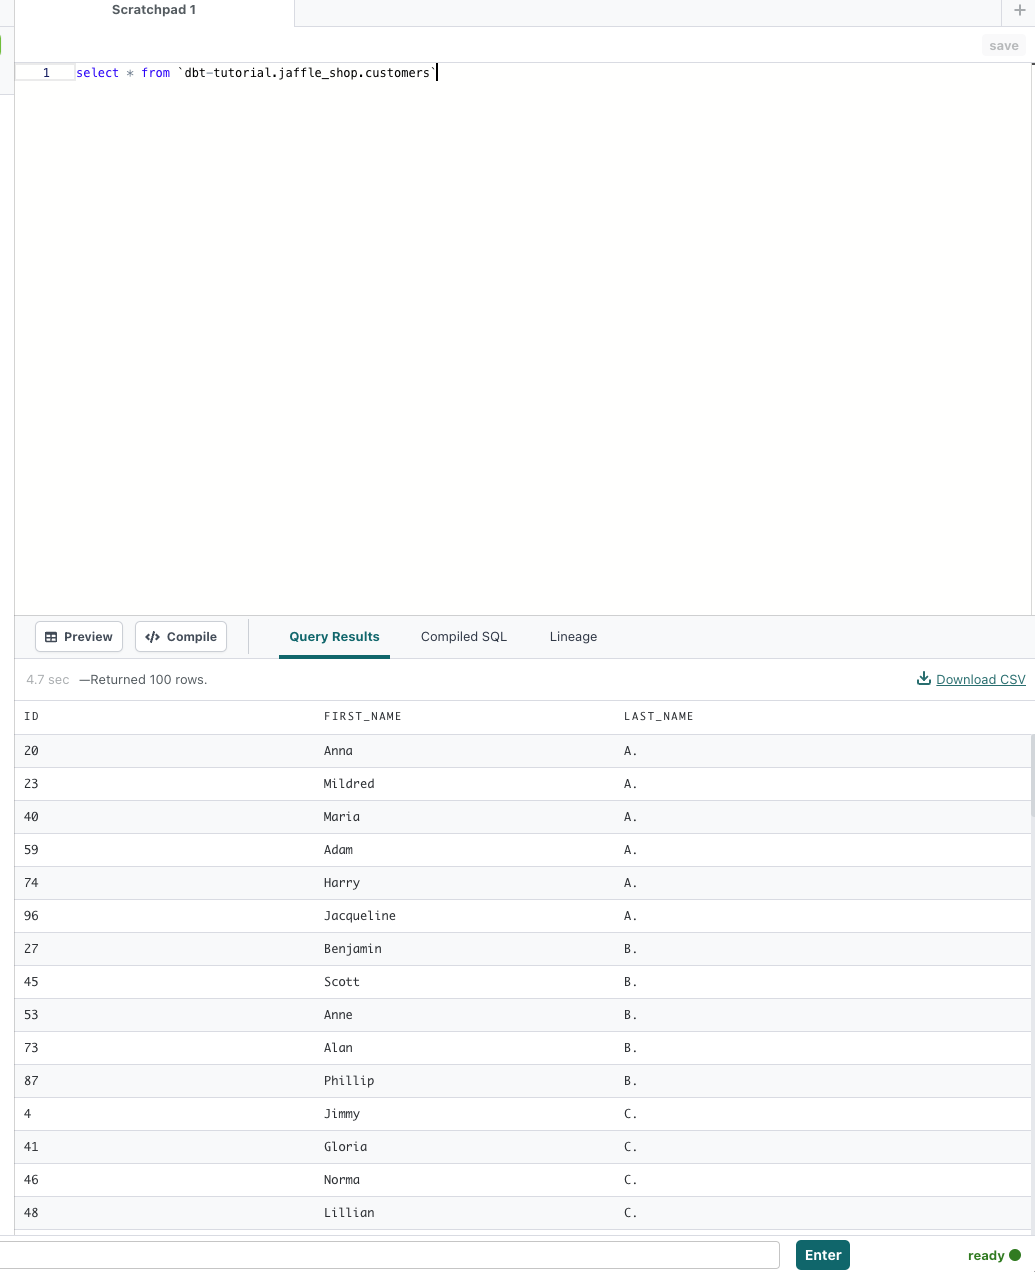 Scratchpad 1
save
1 select * from `dbt-tutorial.jaffle_shop.customers`
Preview </> Compile Query Results Compiled SQL Lineage
4.7 sec —Returned 100 rows. Download CSV
ID FIRST_NAME LAST_NAME
20 Anna A.
23 Mildred A.
40 Maria A.
59 Adam A.
74 Harry A.
96 Jacqueline A.
27 Benjamin B.
45 Scott B.
53 Anne B.
73 Alan B.
87 Phillip B.
4 Jimmy C.
41 Gloria C.
46 Norma C.
48 Lillian C.
Enter ready